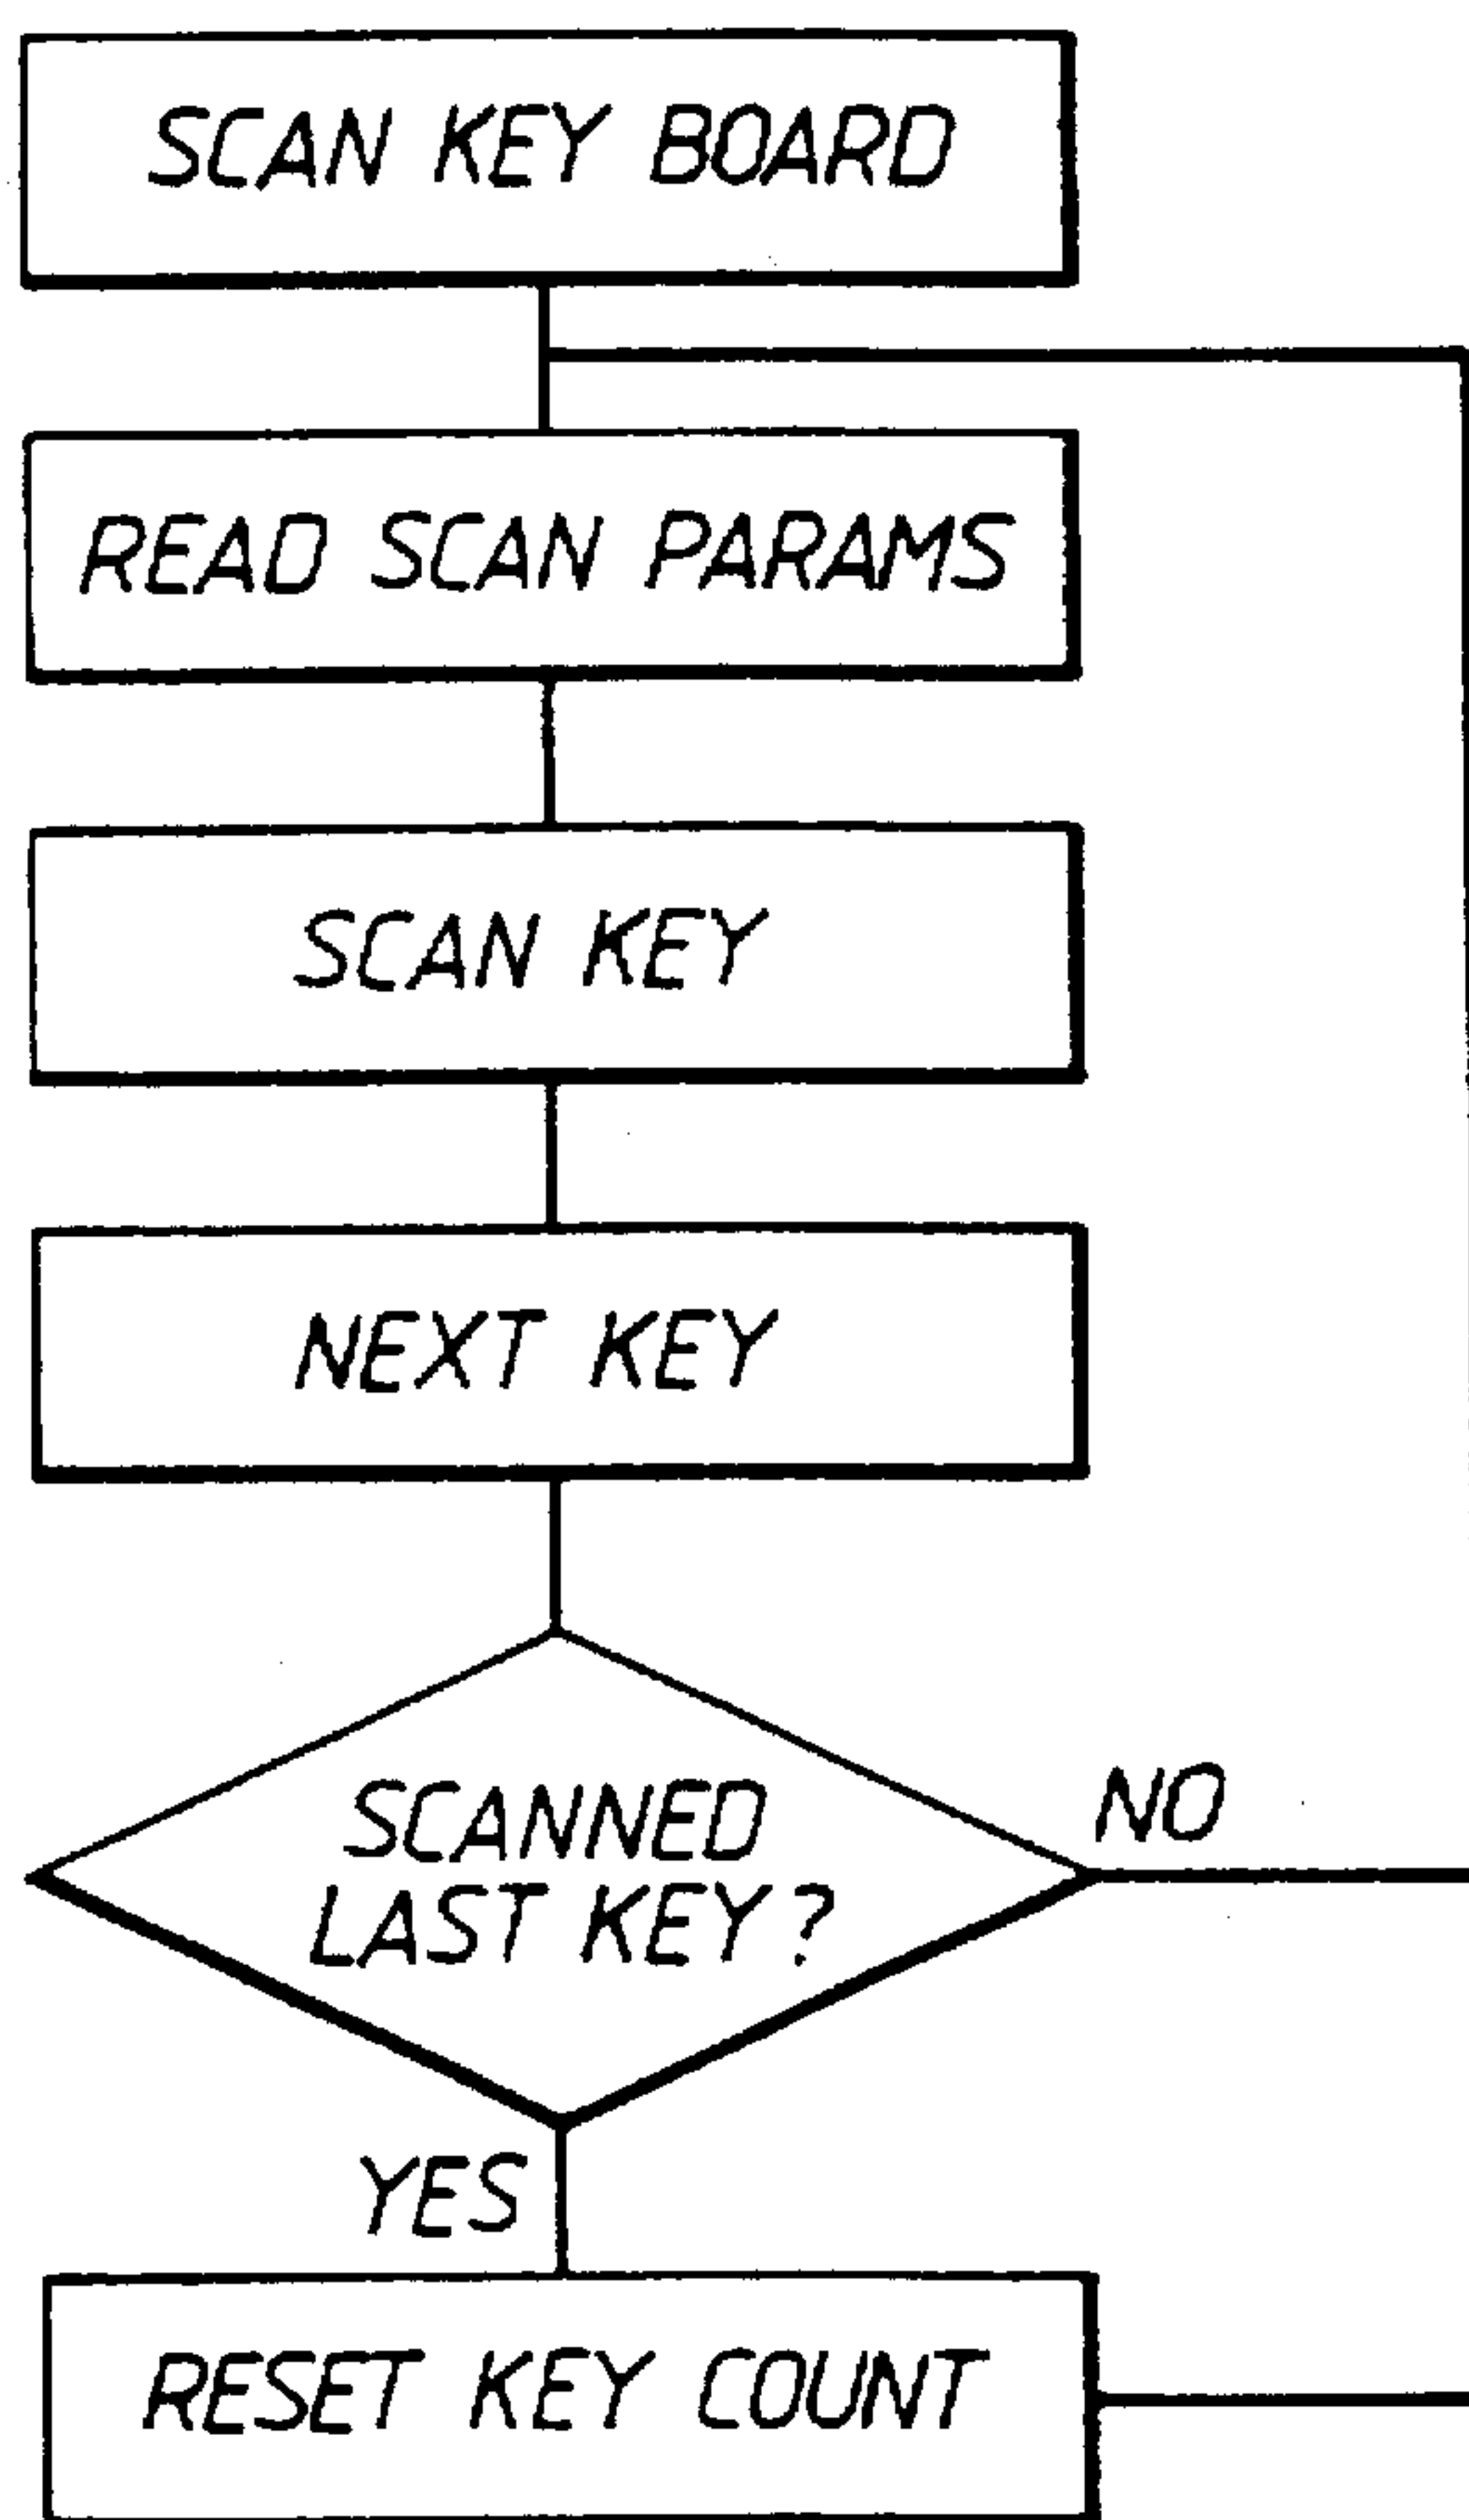 SCAN KEY BOARD
READ SCAN PARAMS
SCAN KEY
NEXT KEY
SCANNED
LAST KEY?
NO
YES
RESET KEY COUNT